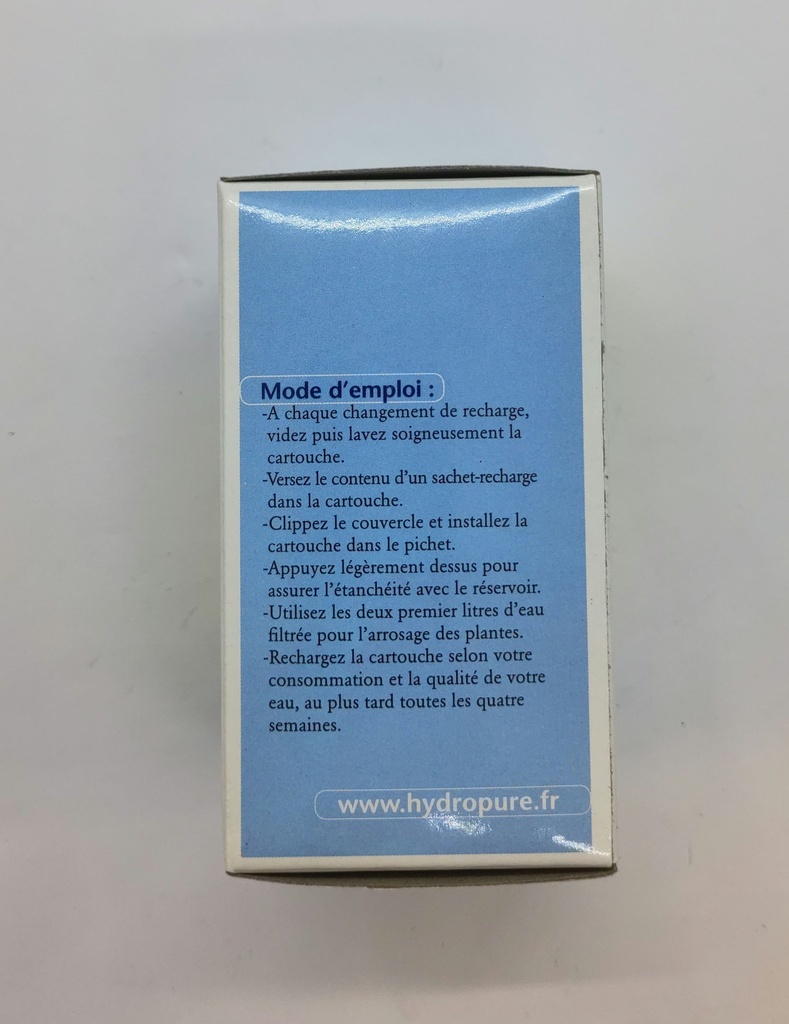 Mode d'emploi :
-A chaque changement de recharge,
videz puis lavez soigneusement la
cartouche.
-Versez le contenu d'un sachet-recharge
dans la cartouche.
-Clippez le couvercle et installez la
cartouche dans le pichet.
-Appuyez légèrement dessus pour
assurer l'étanchéité avec le réservoir.
-Utilisez les deux premier litres d'eau
filtrée pour l'arrosage des plantes.
-Rechargez la cartouche selon votre
consommation et la qualité de votre
eau, au plus tard toutes les quatre
semaines.
www.hydropure.fr